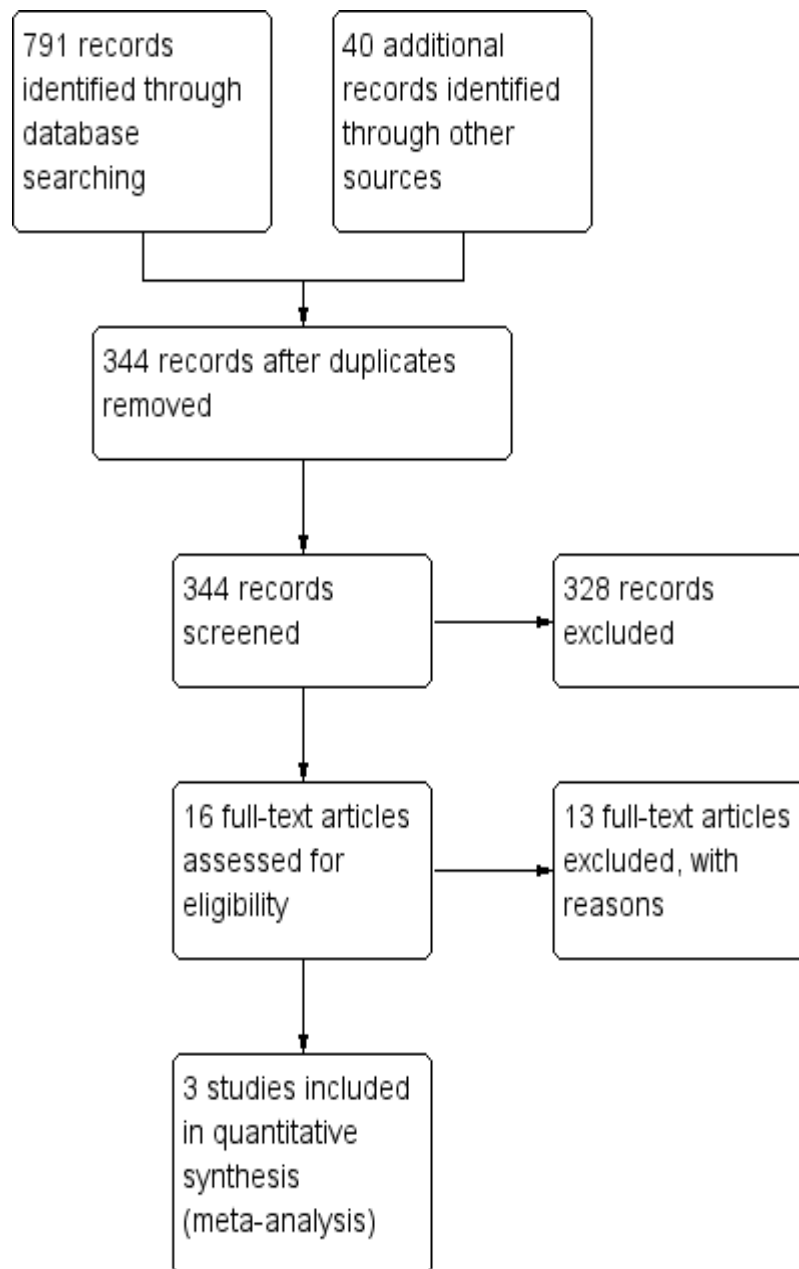 791 records
identified through
database
searching
40 additional
records identified
through other
sources
344 records after duplicates
removed
344 records
screened
328 records
excluded
16 full-text articles
assessed for
eligibility
13 full-text articles
excluded, with
reasons
3 studies included
in quantitative
synthesis
(meta-analysis)